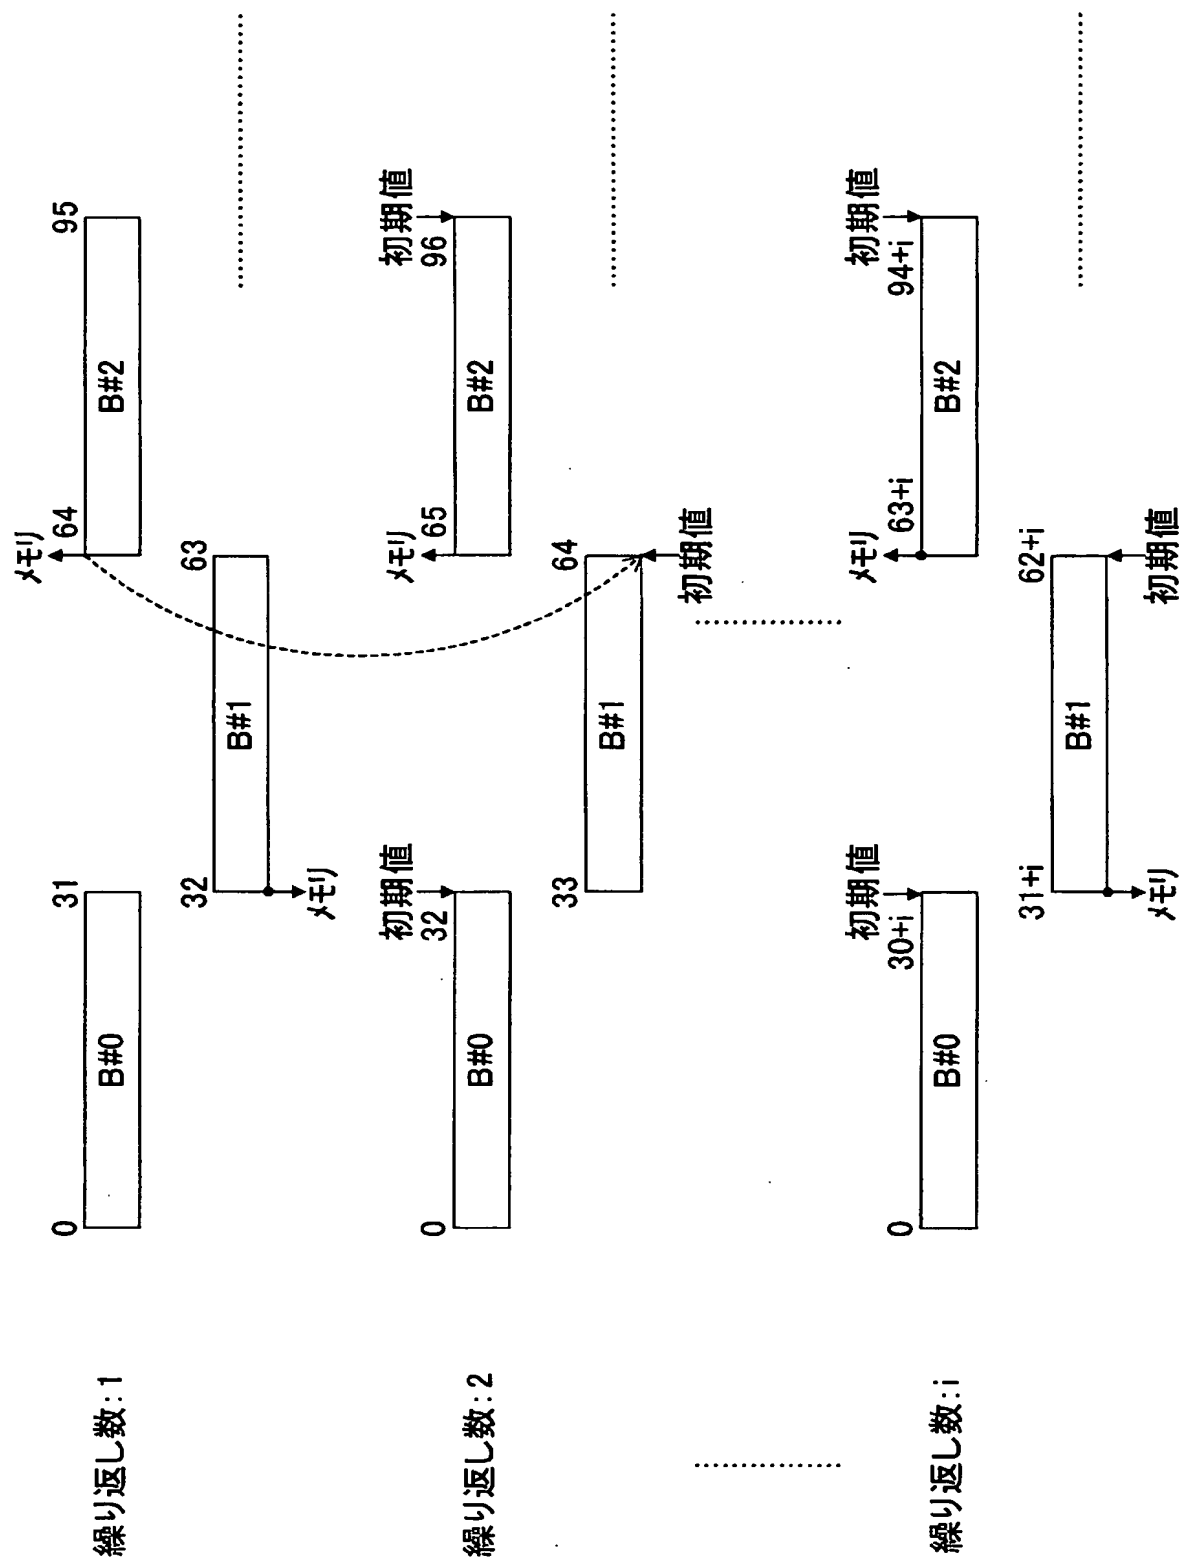 繰り返し数:1
0
31
B#0
メモリ
64
95
B#2
32
63
B#1
メモリ
繰り返し数:2
0
初期値
32
B#0
メモリ
65
初期値
96
B#2
33
64
B#1
初期値
繰り返し数:i
0
初期値
30+i
B#0
メモリ
63+i
初期値
94+i
B#2
31+i
62+i
B#1
メモリ
初期値